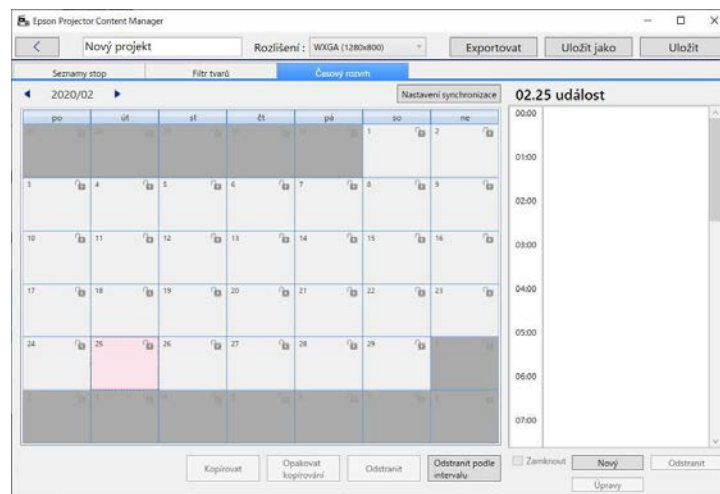 Epson Projector Content Manager
Nový projekt Rozlišení : WXGA (1280x800) Exportovat Uložit jako Uložit
Seznamy stop Filtr tvarů Časový rozvrh
2020/02 Nastavení synchronizace 02.25 událost
po út st čt pá so ne
1 2
3 4 5 6 7 8 9
10 11 12 13 14 15 16
17 18 19 20 21 22 23
24 25 26 27 28 29
00:00
01:00
02:00
03:00
04:00
05:00
06:00
07:00
Kopírovat
Opakovat
kopírování
Odstranit
Odstranit podle
intervalu
Zamknout Nový Odstranit
Úpravy